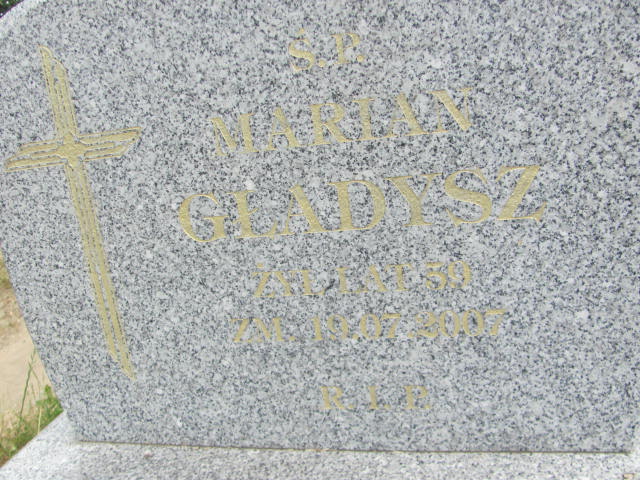 Ś.P.
MARIAN
GŁADYSZ
ŻYŁ LAT 59
ZM. 19.07.2007
R.I.P.